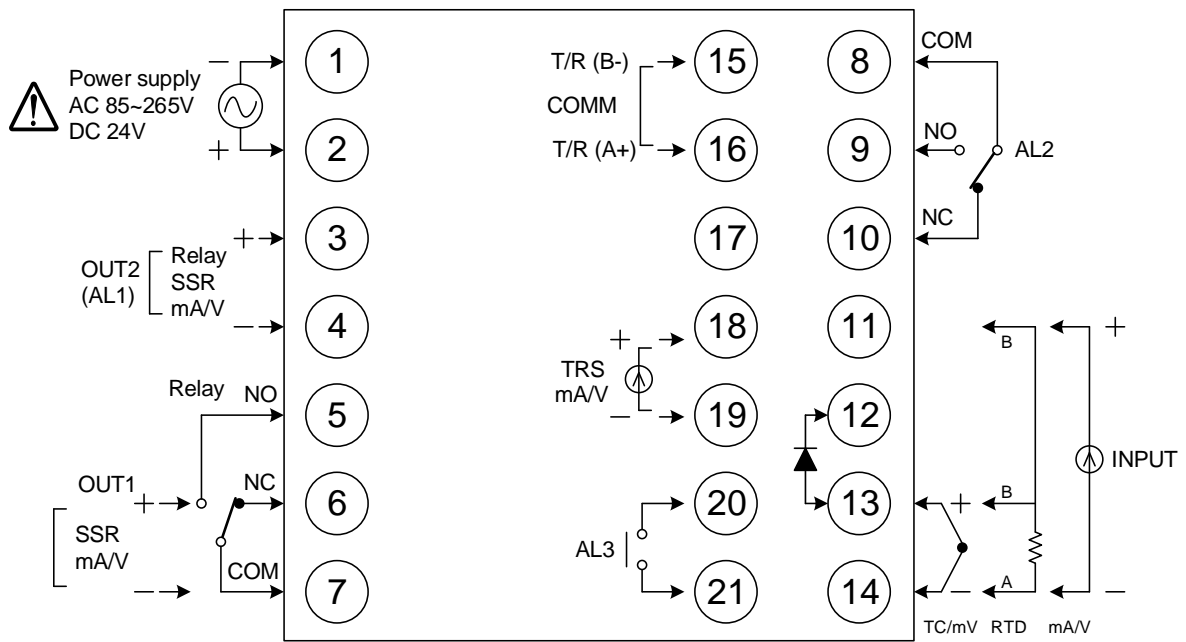 Power supply
AC 85~265V
DC 24V
−
+
1
2
3
4
5
6
7
OUT2
(AL1)
Relay
SSR
mA/V
+
−
Relay
NO
OUT1
+
NC
SSR
mA/V
COM
−
T/R (B-)
COMM
T/R (A+)
15
16
17
18
19
20
21
+
TRS
mA/V
−
AL3
8
9
10
11
12
13
14
COM
NO
AL2
NC
B
+
INPUT
+
B
−
A
−
TC/mV RTD mA/V